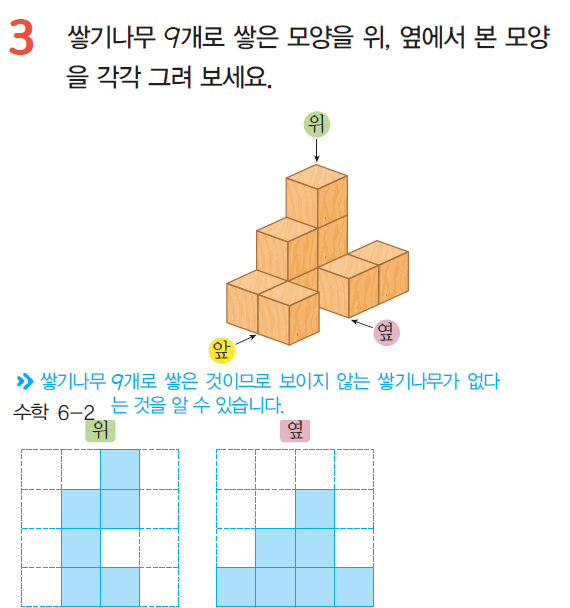 3 쌓기나무 9개로 쌓은 모양을 위, 옆에서 본 모양
을 각각 그려 보세요.
위
옆
앞
» 쌓기나무 9개로 쌓은 것이므로 보이지 않는 쌓기나무가 없다
는 것을 알 수 있습니다.
수학 6-2
위
옆